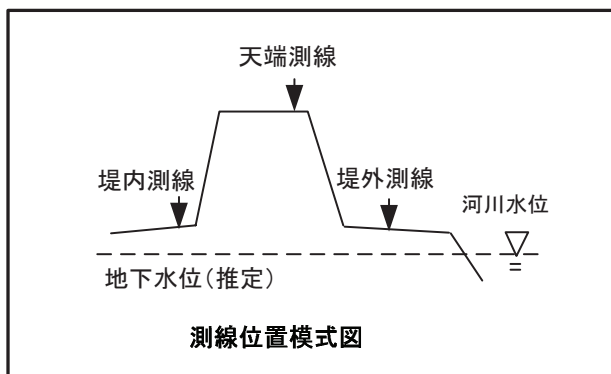 天端測線
堤内測線
堤外測線
河川水位
地下水位(推定)
測線位置模式図